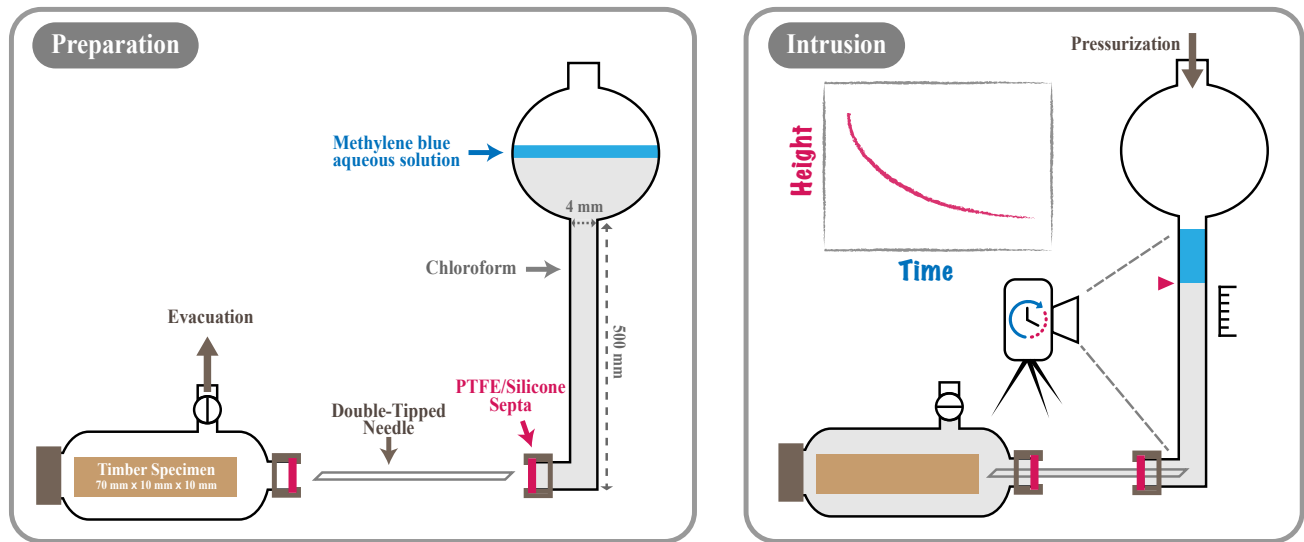 Preparation
Methylene blue
aqueous solution
4 mm
Chloroform
500 mm
Evacuation
PTFE/Silicone
Septa
Double-Tipped
Needle
Timber Specimen
70 mm x 10 mm x 10 mm
Intrusion
Pressurization
Height
Time